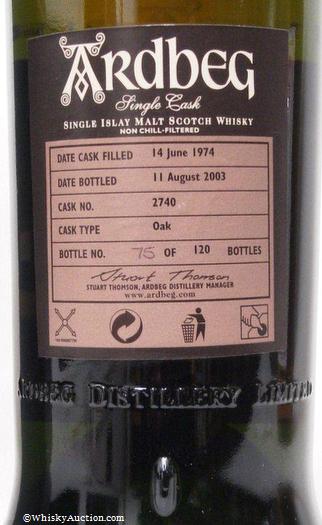 ARDBEG
Single Cask
SINGLE ISLAY MALT SCOTCH WHISKY
NON CHILL-FILTERED
DATE CASK FILLED 14 June 1974
DATE BOTTLED 11 August 2003
CASK NO. 2740
CASK TYPE Oak
BOTTLE NO. 75 OF 120 BOTTLES
Stuart Thomson
STUART THOMSON, ARDBEG DISTILLERY MANAGER
www.ardbeg.com
ARDBEG DISTILLERY LIMITED
©WhiskyAuction.com